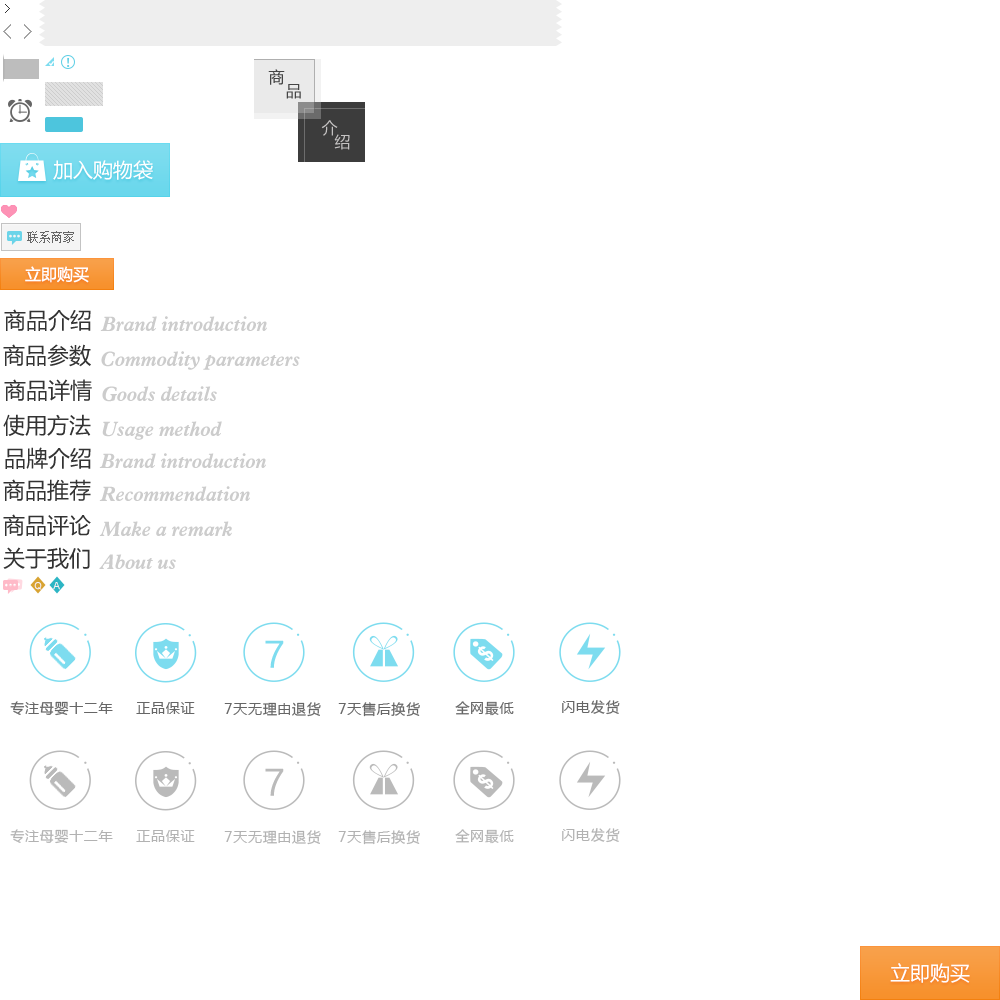 商
品
介
绍
加入购物袋
联系商家
立即购买
商品介绍 Brand introduction
商品参数 Commodity parameters
商品详情 Goods details
使用方法 Usage method
品牌介绍 Brand introduction
商品推荐 Recommendation
商品评论 Make a remark
关于我们 About us
Q A
7
专注母婴十二年 正品保证 7天无理由退货 7天售后换货 全网最低 闪电发货
7
专注母婴十二年 正品保证 7天无理由退货 7天售后换货 全网最低 闪电发货
立即购买